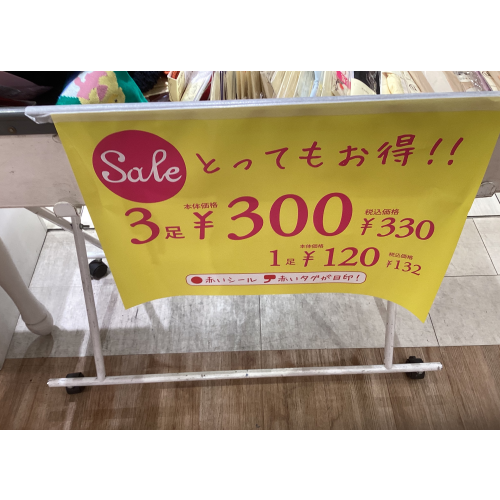 Sale とってもお得!!
本体価格 税込価格
3足 ¥300 ¥330
本体価格 税込価格
1足 ¥120 ¥132
●赤いシール 赤いタグが目印!